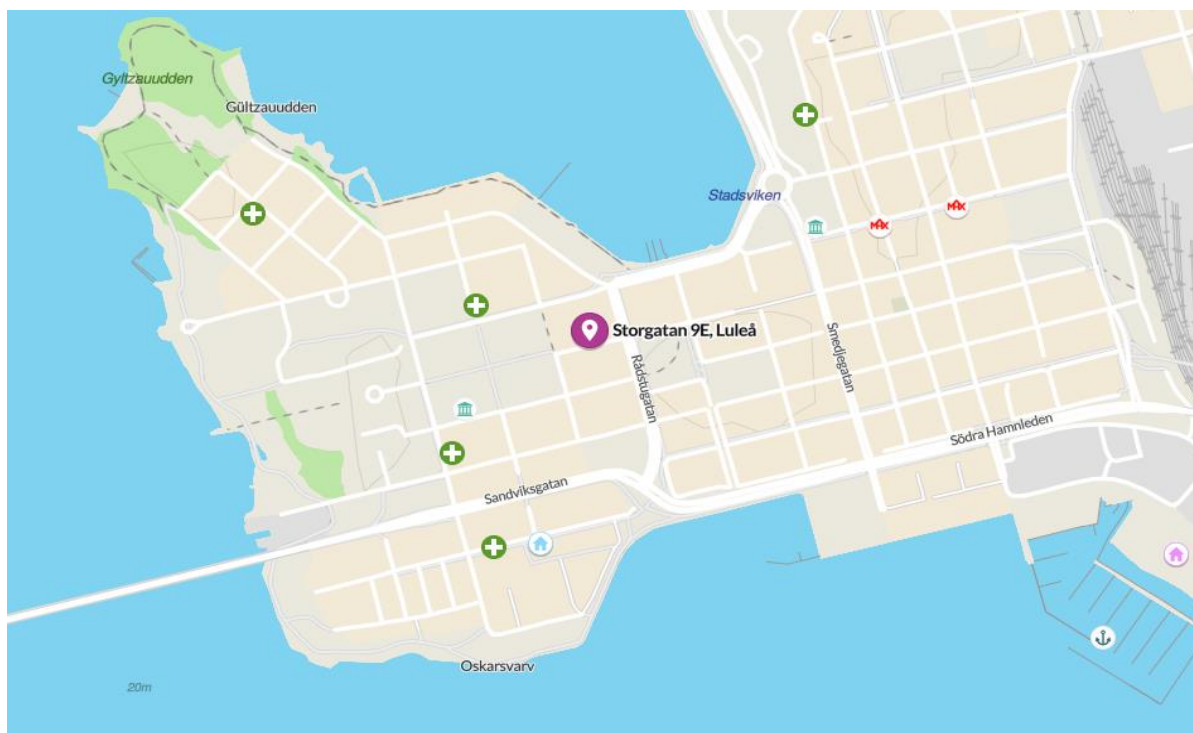 Gyltzauudden
Gültzauudden
Stadsviken
MAX
MAX
Storgatan 9E, Luleå
Rådstugatan
Smedjegatan
Södra Hamnleden
Sandviksgatan
Oskarsvarv
20m